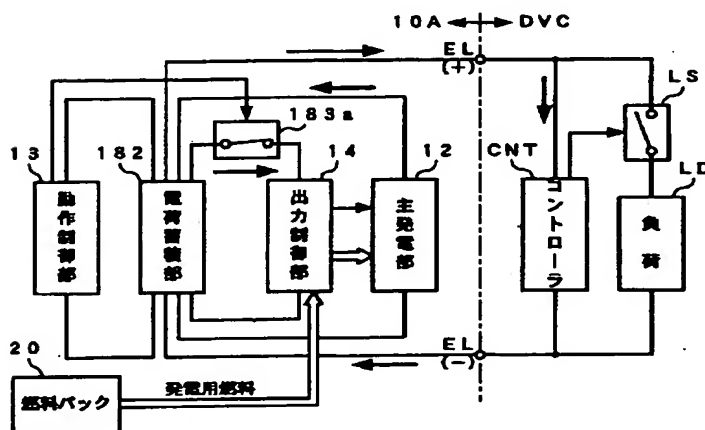 10A
DVC
EL
(+)
LS
183a
13
182
14
12
CNT
LD
動作制御部
電荷蓄積部
出力制御部
主発電部
コントローラ
負荷
EL
(-)
20
発電用燃料
燃料パック